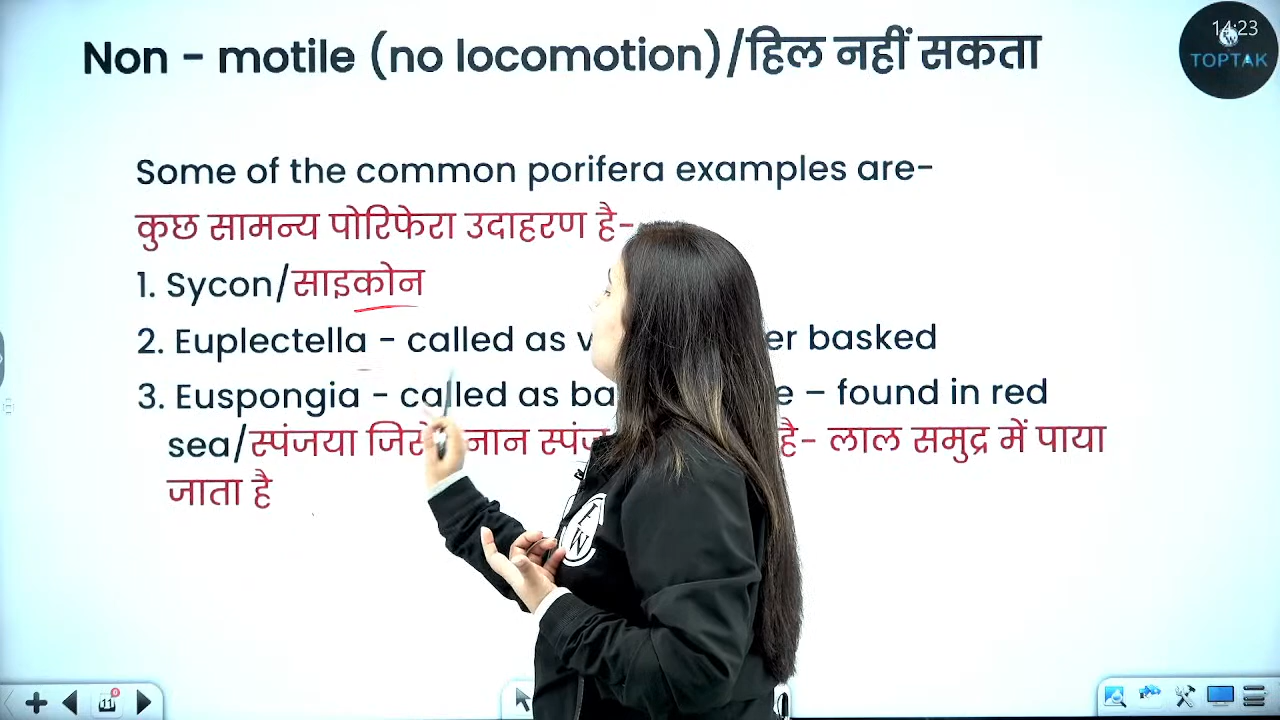 Non - motile (no locomotion)/हिल नहीं सकता
14:23
TOPTAK
Some of the common porifera examples are-
कुछ सामन्य पोरिफेरा उदाहरण है-
1. Sycon/साइकोन
2. Euplectella - called as v er basked
3. Euspongia - called as ba e – found in red
sea/स्पंजया जिसे नान स्पंज है- लाल समुद्र में पाया
जाता है
W
11